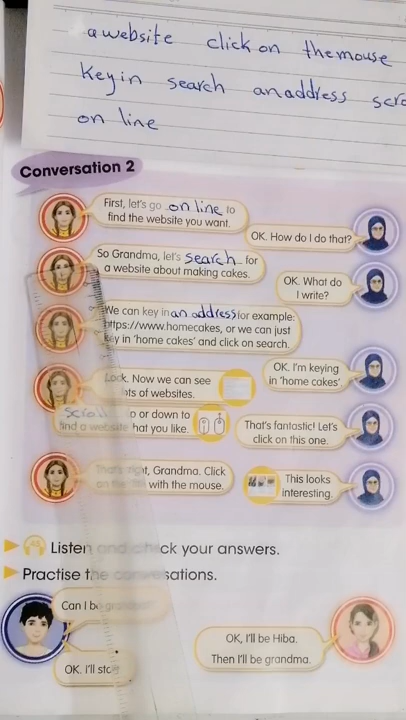 a website click on the mouse
key in search an address
on line
Conversation 2
First, let's go on line to
find the website you want.
OK. How do I do that?
So Grandma, let's search for
a website about making cakes.
OK. What do
I write?
We can key in an address for example:
https://www.homecakes, or we can just
key in 'home cakes' and click on search.
OK. I'm keying
in 'home cakes'.
Look. Now we can see
lots of websites.
Scroll up or down to
find a website that you like.
That's fantastic! Let's
click on this one.
That's right, Grandma. Click
on the with the mouse.
This looks
interesting.
Listen and check your answers.
Practise the conversations.
Can I be grandma?
OK, I'll be Hiba.
Then I'll be grandma.
OK. I'll start